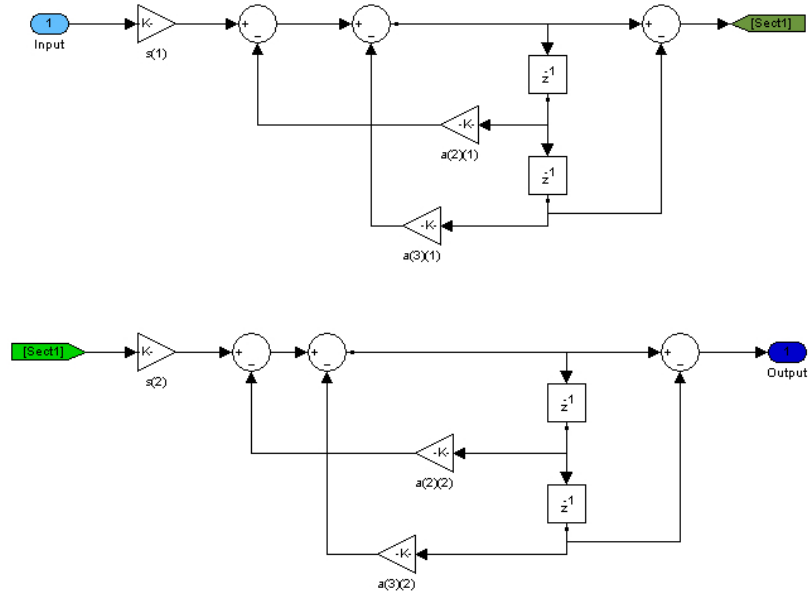 1
Input
K-
s(1)
+
−
+
−
+
−
[Sect1]
z-1
-K-
a(2)(1)
z-1
-K-
a(3)(1)
[Sect1]
K-
s(2)
+
−
+
−
+
−
Output
z-1
-K-
a(2)(2)
z-1
-K-
a(3)(2)